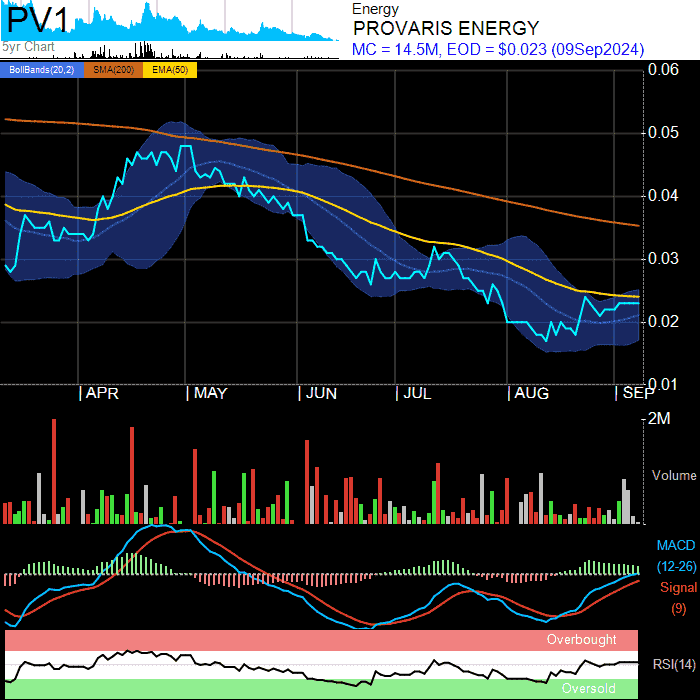 PV1
5yr Chart
Energy
PROVARIS ENERGY
MC = 14.5M, EOD = $0.023 (09Sep2024)
BollBands(20,2) SMA(200) EMA(50)
0.06
0.05
0.04
0.03
0.02
0.01
APR MAY JUN JUL AUG SEP
2M
Volume
MACD
(12-26)
Signal
(9)
Overbought
RSI(14)
Oversold